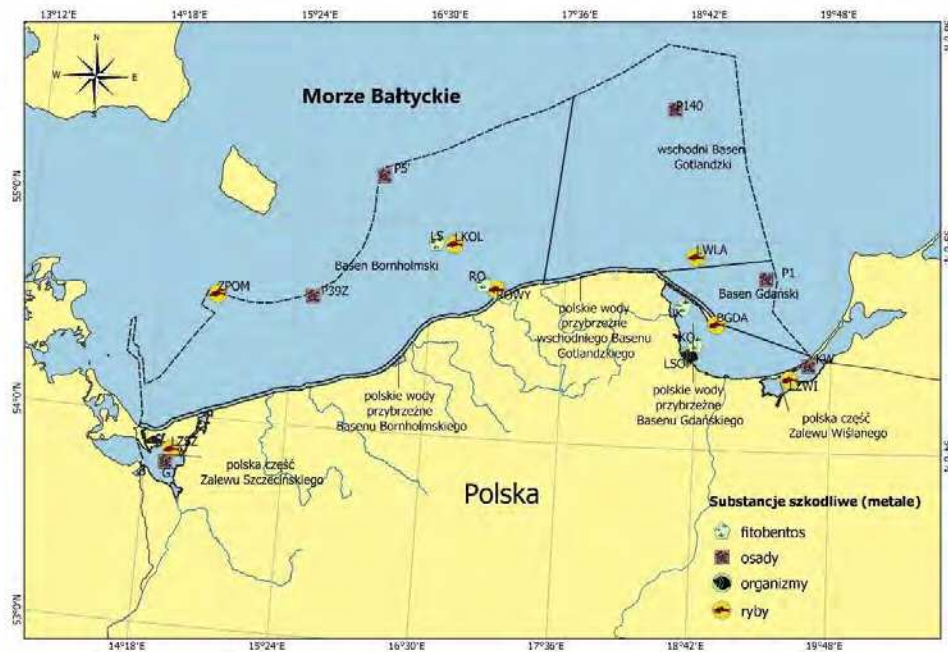 13°12'E 14°18'E 15°24'E 16°30'E 17°36'E 18°42'E 19°48'E
N
W E
S
Morze Bałtyckie
P140
wschodni Basen
Gotlandzki
P5'
55°0'N
LS LKOL
Basen Bornholmski
LWLA
ZPOM
P39Z
RO
ROWY
P1
Basen Gdański
BGDA
polskie wody
przybrzeżne
wschodniego Basenu
Gotlandzkiego
KO
LSOP
KW
LZWI
54°0'N
polskie wody
przybrzeżne
Basenu Bornholmskiego
polskie wody
przybrzeżne
Basenu Gdańskiego
polska część
Zalewu Wiślanego
LZSZ
polska część
Zalewu Szczecińskiego
Polska
Substancje szkodliwe (metale)
fitobentos
osady
organizmy
ryby
53°0'N
14°18'E 15°24'E 16°30'E 17°36'E 18°42'E 19°48'E